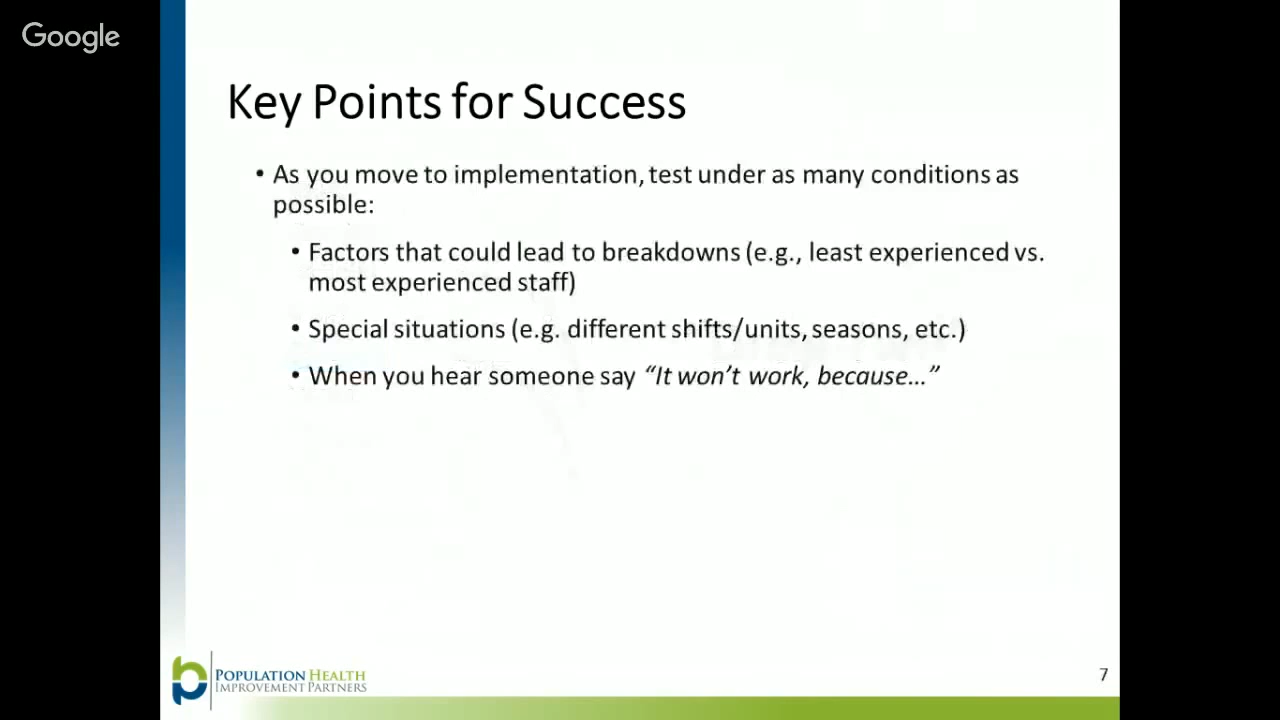 Google
Key Points for Success
• As you move to implementation, test under as many conditions as
possible:
• Factors that could lead to breakdowns (e.g., least experienced vs.
most experienced staff)
• Special situations (e.g. different shifts/units, seasons, etc.)
• When you hear someone say “It won’t work, because…”
POPULATION HEALTH
IMPROVEMENT PARTNERS
7